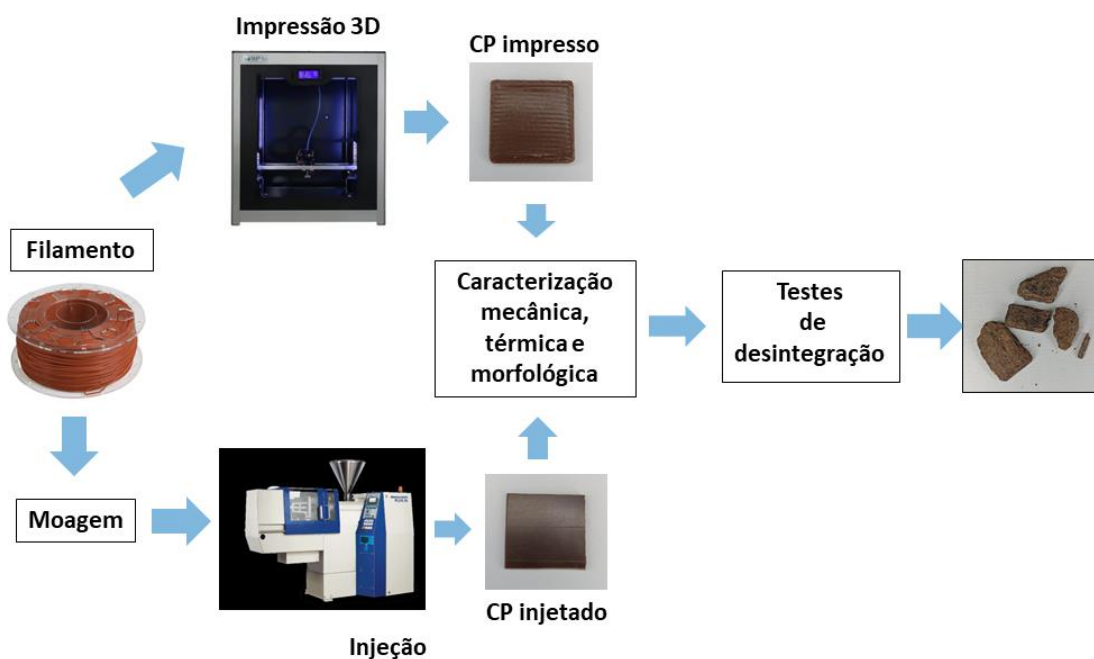 Impressão 3D
CP impresso
Filamento
Caracterização
mecânica,
térmica e
morfológica
Testes
de
desintegração
Moagem
CP injetado
Injeção